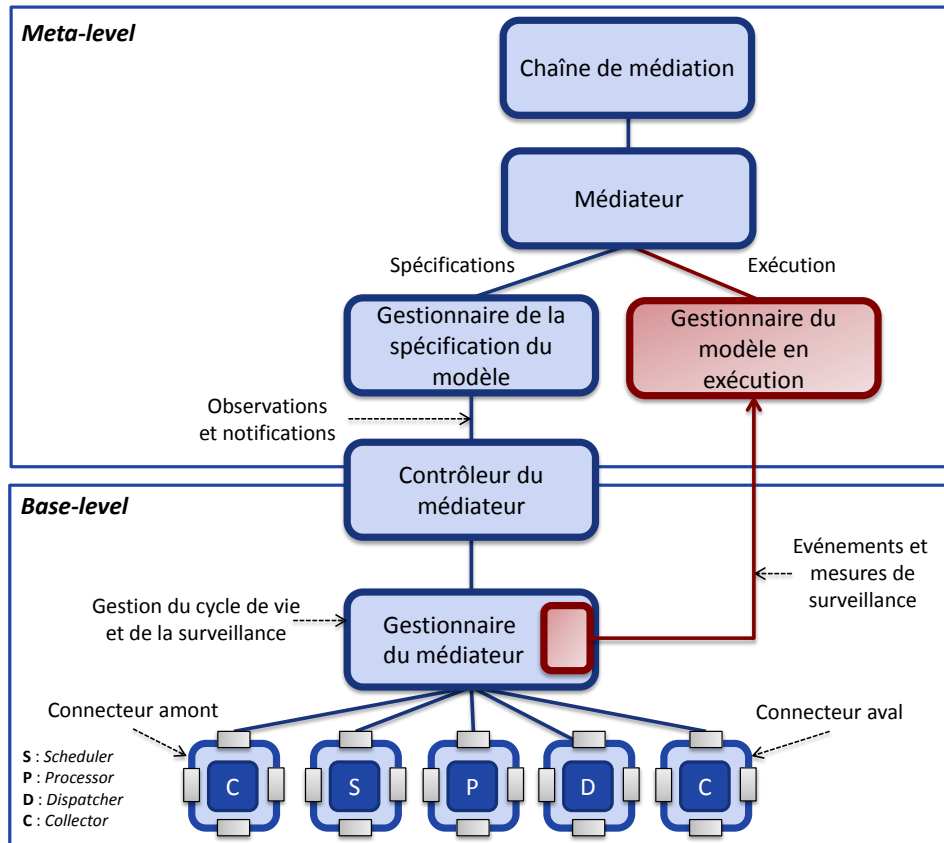 Meta-level
Chaîne de médiation
Médiateur
Spécifications
Exécution
Gestionnaire de la
spécification du
modèle
Gestionnaire du
modèle en
exécution
Observations
et notifications
Contrôleur du
médiateur
Base-level
Evénements et
mesures de
surveillance
Gestion du cycle de vie
et de la surveillance
Gestionnaire
du médiateur
Connecteur amont
Connecteur aval
S : Scheduler
P : Processor
D : Dispatcher
C : Collector
C
S
P
D
C